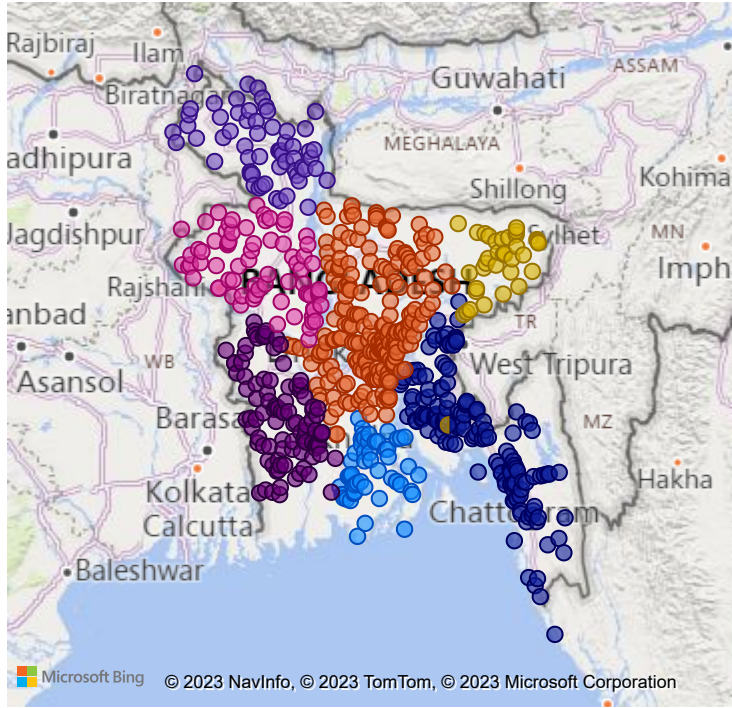 Rajbiraj
Ilam
Biratnagar
Guwahati
ASSAM
adhipura
MEGHALAYA
Kohima
Shillong
Jagdishpur
Sylhet
MN
Imph
Rajshahi
BANGLADESH
anbad
TR
WB
West Tripura
Asansol
Barasa
MZ
Kolkata
Hakha
Calcutta
Baleshwar
Microsoft Bing
© 2023 NavInfo, © 2023 TomTom, © 2023 Microsoft Corporation